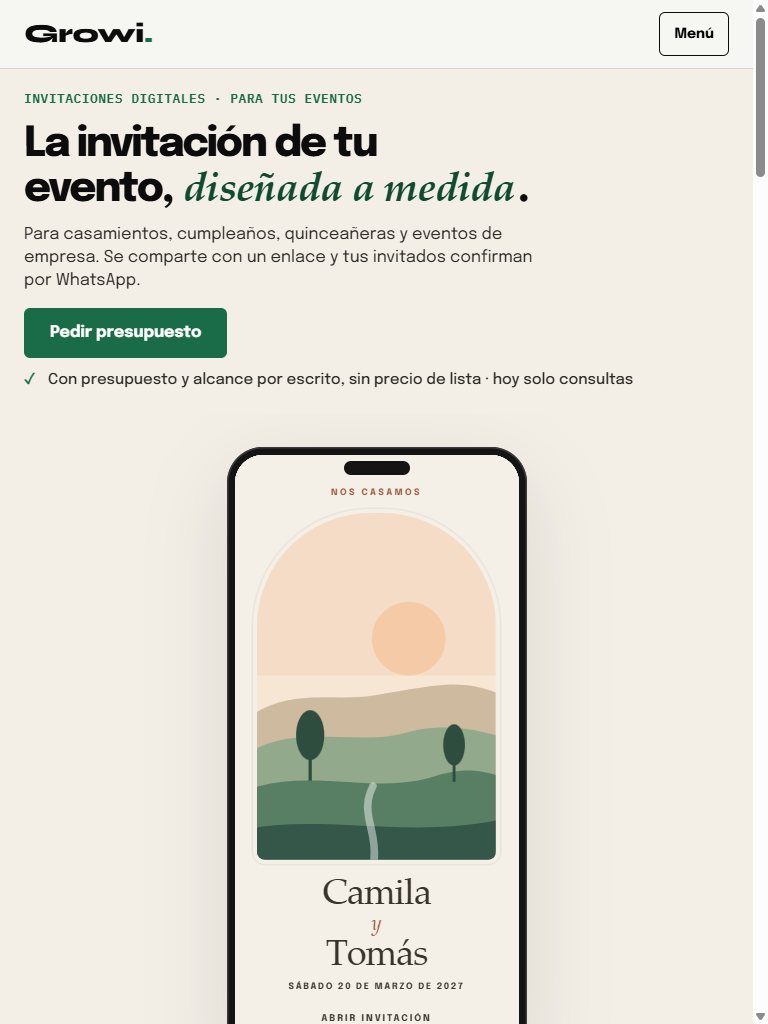 Growi.
Menú
INVITACIONES DIGITALES · PARA TUS EVENTOS
La invitación de tu
evento, diseñada a medida.
Para casamientos, cumpleaños, quinceañeras y eventos de
empresa. Se comparte con un enlace y tus invitados confirman
por WhatsApp.
Pedir presupuesto
✓ Con presupuesto y alcance por escrito, sin precio de lista · hoy solo consultas
NOS CASAMOS
Camila
y
Tomás
SÁBADO 20 DE MARZO DE 2027
ABRIR INVITACIÓN